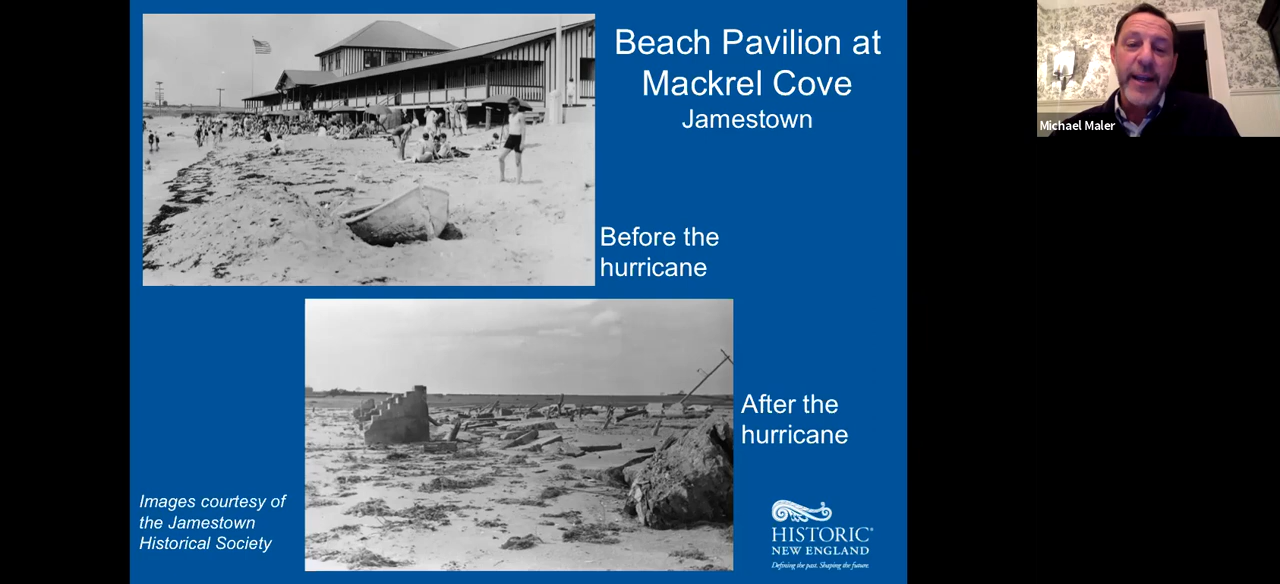 Beach Pavilion at
Mackrel Cove
Jamestown
Michael Maler
Before the
hurricane
After the
hurricane
Images courtesy of
the Jamestown
Historical Society
HISTORIC®
NEW ENGLAND
Defining the past. Shaping the future.